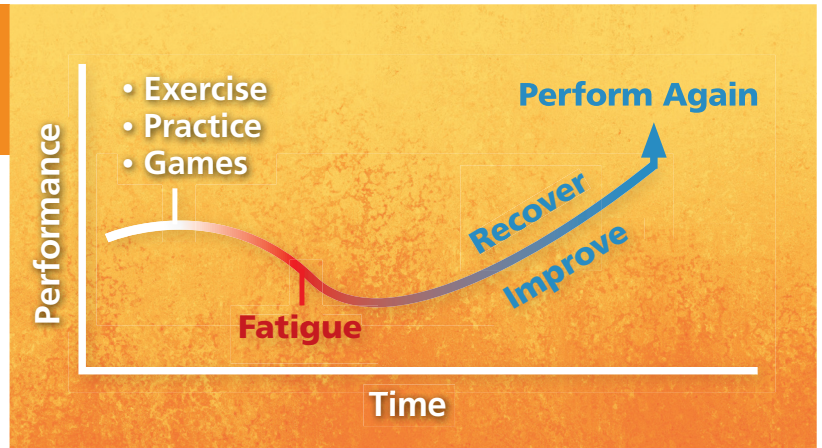 • Exercise
• Practice
• Games
Perform Again
Performance
Recover
Improve
Fatigue
Time